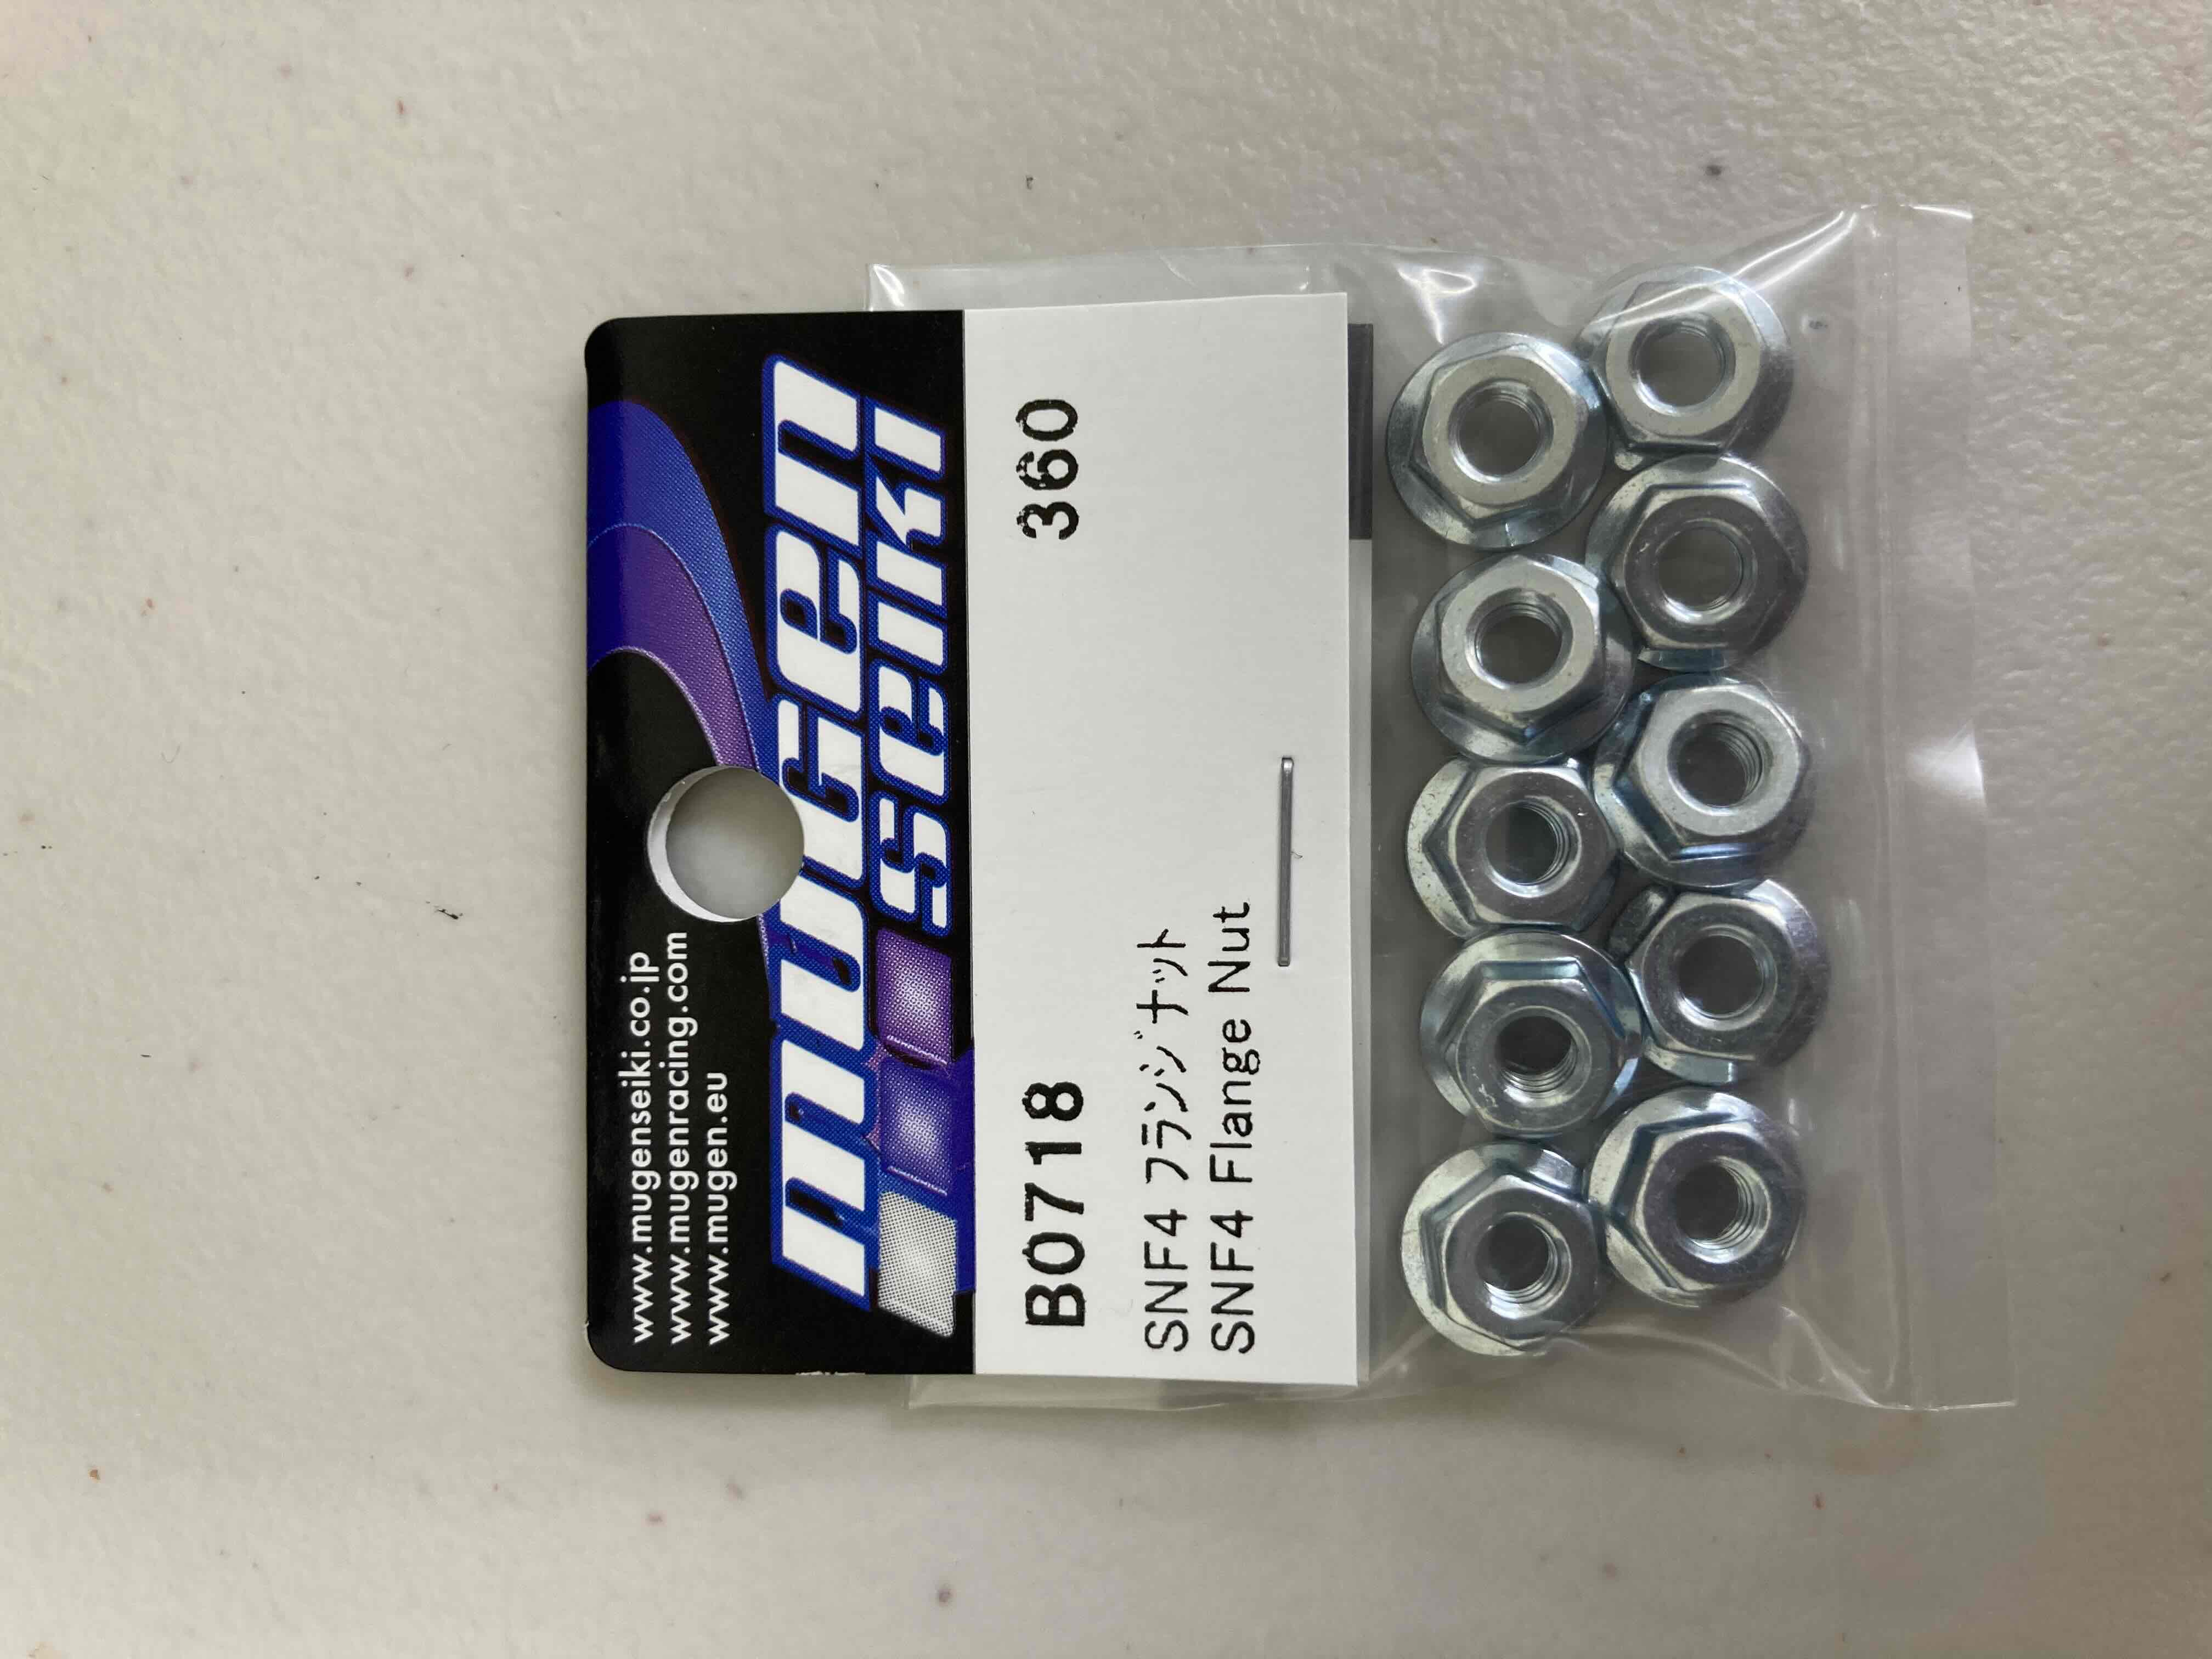 www.mugenseiki.co.jp
www.mugenracing.com
www.mugen.eu
mugen
seiki
B0718 360
SNF4 フランジナット
SNF4 Flange Nut